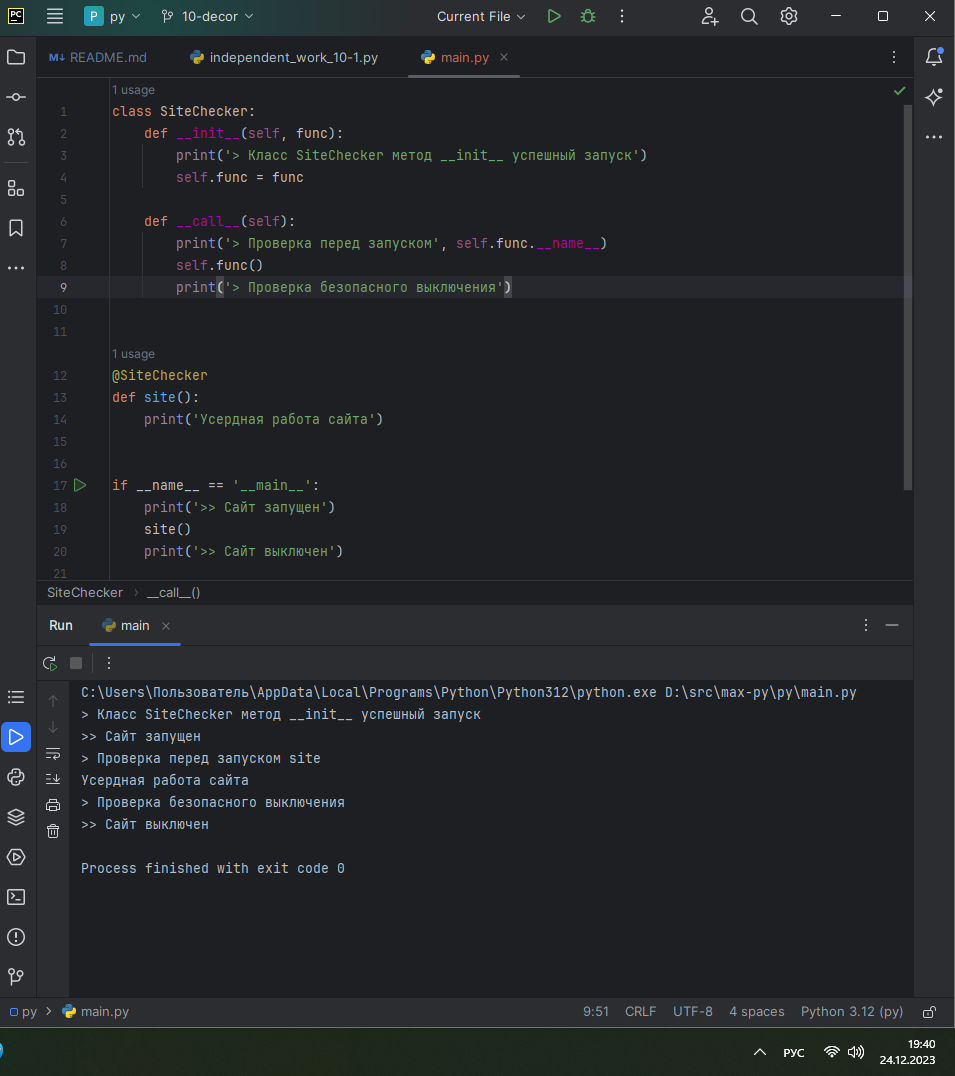 PC
P py
10-decor
Current File
M↓ README.md
independent_work_10-1.py
main.py
1 usage
1 class SiteChecker:
2 def __init__(self, func):
3 print('> Класс SiteChecker метод __init__ успешный запуск')
4 self.func = func
5
6 def __call__(self):
7 print('> Проверка перед запуском', self.func.__name__)
8 self.func()
9 print('> Проверка безопасного выключения')
10
11
1 usage
12 @SiteChecker
13 def site():
14 print('Усердная работа сайта')
15
16
17 if __name__ == '__main__':
18 print('>> Сайт запущен')
19 site()
20 print('>> Сайт выключен')
21
SiteChecker › __call__()
Run
main
C:\Users\Пользователь\AppData\Local\Programs\Python\Python312\python.exe D:\src\max-py\py\main.py
> Класс SiteChecker метод __init__ успешный запуск
>> Сайт запущен
> Проверка перед запуском site
Усердная работа сайта
> Проверка безопасного выключения
>> Сайт выключен
Process finished with exit code 0
py › main.py
9:51 CRLF UTF-8 4 spaces Python 3.12 (py)
РУС
19:40
24.12.2023